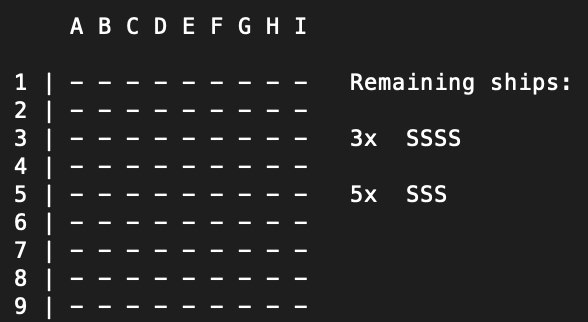 A B C D E F G H I
1 | - - - - - - - - - Remaining ships:
2 | - - - - - - - - -
3 | - - - - - - - - - 3x SSSS
4 | - - - - - - - - -
5 | - - - - - - - - - 5x SSS
6 | - - - - - - - - -
7 | - - - - - - - - -
8 | - - - - - - - - -
9 | - - - - - - - - -